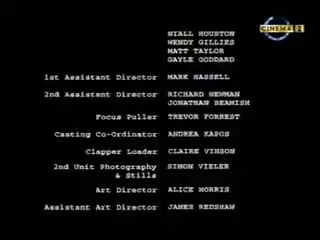 NIALL HOUSTON
WENDY GILLIES
MATT TAYLOR
GAYLE GODDARD
1st Assistant Director MARK HASSELL
2nd Assistant Director RICHARD NEWMAN
JONATHAN BEAMISH
Focus Puller TREVOR FORREST
Casting Co-Ordinator ANDREA KAPOS
Clapper Loader CLAIRE VINSON
2nd Unit Photography SIMON VIZLER
& Stills
Art Director ALICE NORRIS
Assistant Art Director JAMES REDSHAW
CINEMA 2